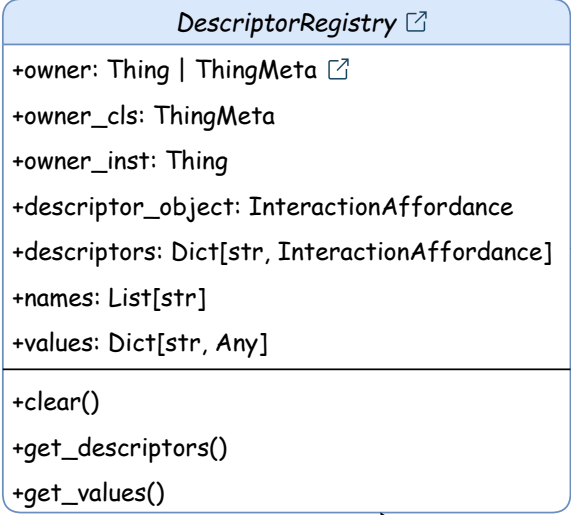 DescriptorRegistry
+owner: Thing | ThingMeta
+owner_cls: ThingMeta
+owner_inst: Thing
+descriptor_object: InteractionAffordance
+descriptors: Dict[str, InteractionAffordance]
+names: List[str]
+values: Dict[str, Any]
+clear()
+get_descriptors()
+get_values()